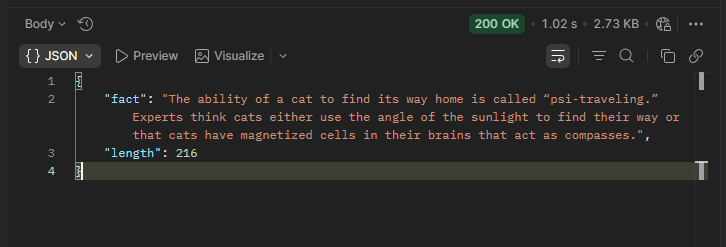 Body 200 OK 1.02 s 2.73 KB
{} JSON Preview Visualize
1 {
2 "fact": "The ability of a cat to find its way home is called “psi-traveling.”
Experts think cats either use the angle of the sunlight to find their way or
that cats have magnetized cells in their brains that act as compasses.",
3 "length": 216
4 }